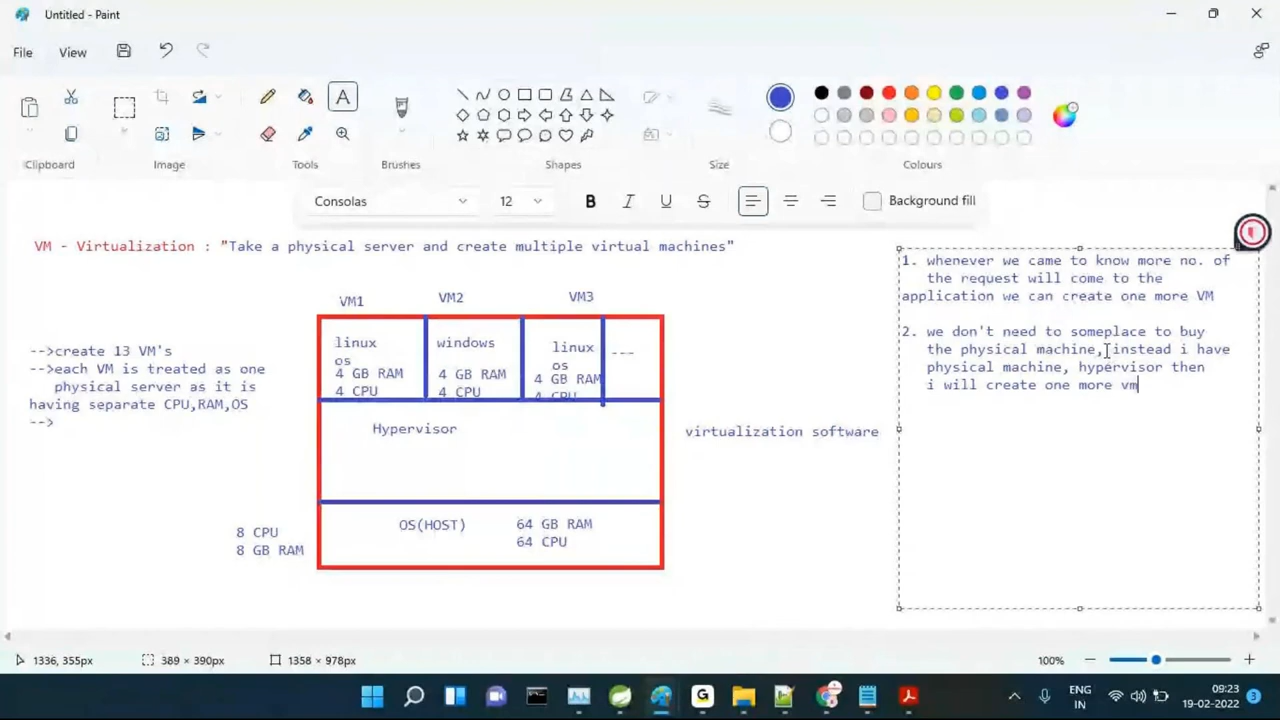 Untitled - Paint
File
View
Clipboard
Image
Tools
Brushes
Shapes
Size
Colours
Consolas
12
B
I
U
S
Background fill
VM - Virtualization : "Take a physical server and create multiple virtual machines"
VM1
VM2
VM3
linux
os
4 GB RAM
4 CPU
windows
4 GB RAM
4 CPU
linux
os
4 GB RAM
4 CPU
---
-->create 13 VM's
-->each VM is treated as one
physical server as it is
having separate CPU,RAM,OS
-->
Hypervisor
virtualization software
OS(HOST)
64 GB RAM
64 CPU
8 CPU
8 GB RAM
1. whenever we came to know more no. of
the request will come to the
application we can create one more VM
2. we don't need to someplace to buy
the physical machine, instead i have
physical machine, hypervisor then
i will create one more vm
1336, 355px
389 × 390px
1358 × 978px
100%
ENG
IN
09:23
19-02-2022
3